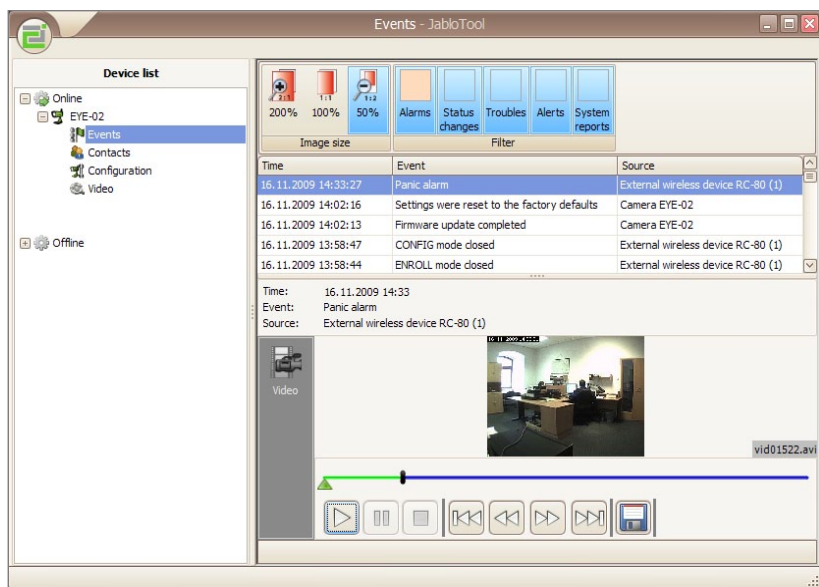 Events - JabloTool
Device list
Online
EYE-02
Events
Contacts
Configuration
Video
Offline
2:1 1:1 1:2
200% 100% 50% Alarms Status changes Troubles Alerts System reports
Image size Filter
Time Event Source
16.11.2009 14:33:27 Panic alarm External wireless device RC-80 (1)
16.11.2009 14:02:16 Settings were reset to the factory defaults Camera EYE-02
16.11.2009 14:02:13 Firmware update completed Camera EYE-02
16.11.2009 13:58:47 CONFIG mode closed External wireless device RC-80 (1)
16.11.2009 13:58:44 ENROLL mode closed External wireless device RC-80 (1)
Time: 16.11.2009 14:33
Event: Panic alarm
Source: External wireless device RC-80 (1)
Video
vid01522.avi